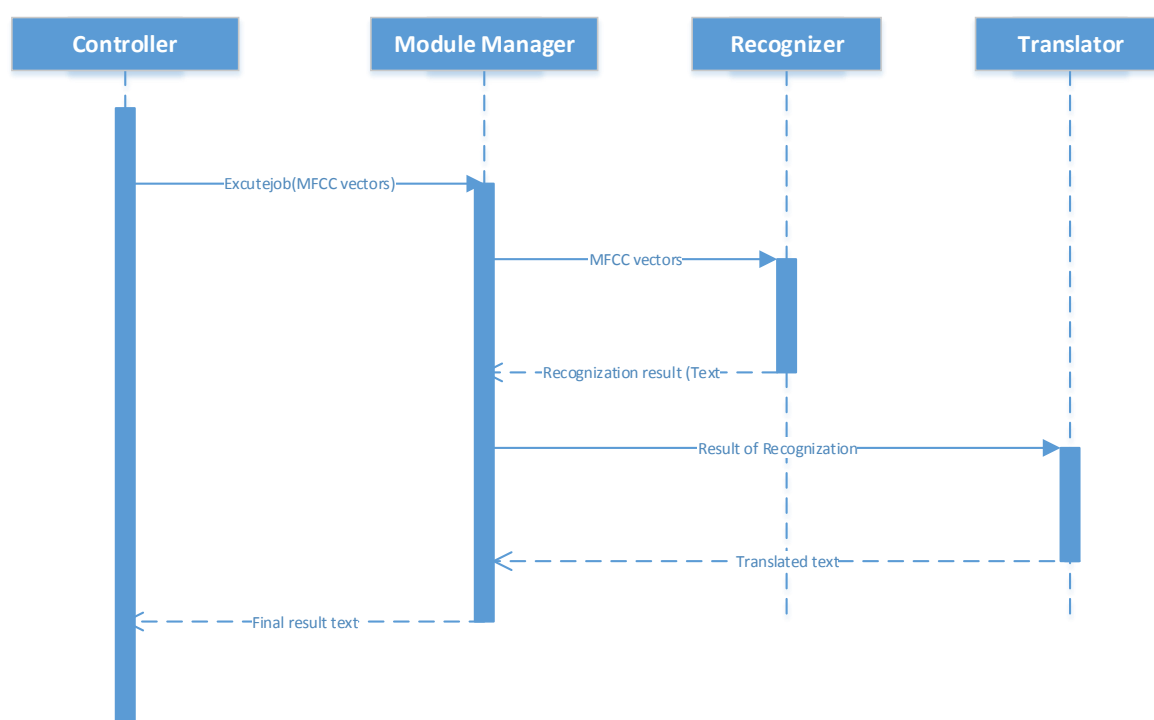 Controller
Module Manager
Recognizer
Translator
Excutejob(MFCC vectors)
MFCC vectors
Recognization result (Text
Result of Recognization
Translated text
Final result text